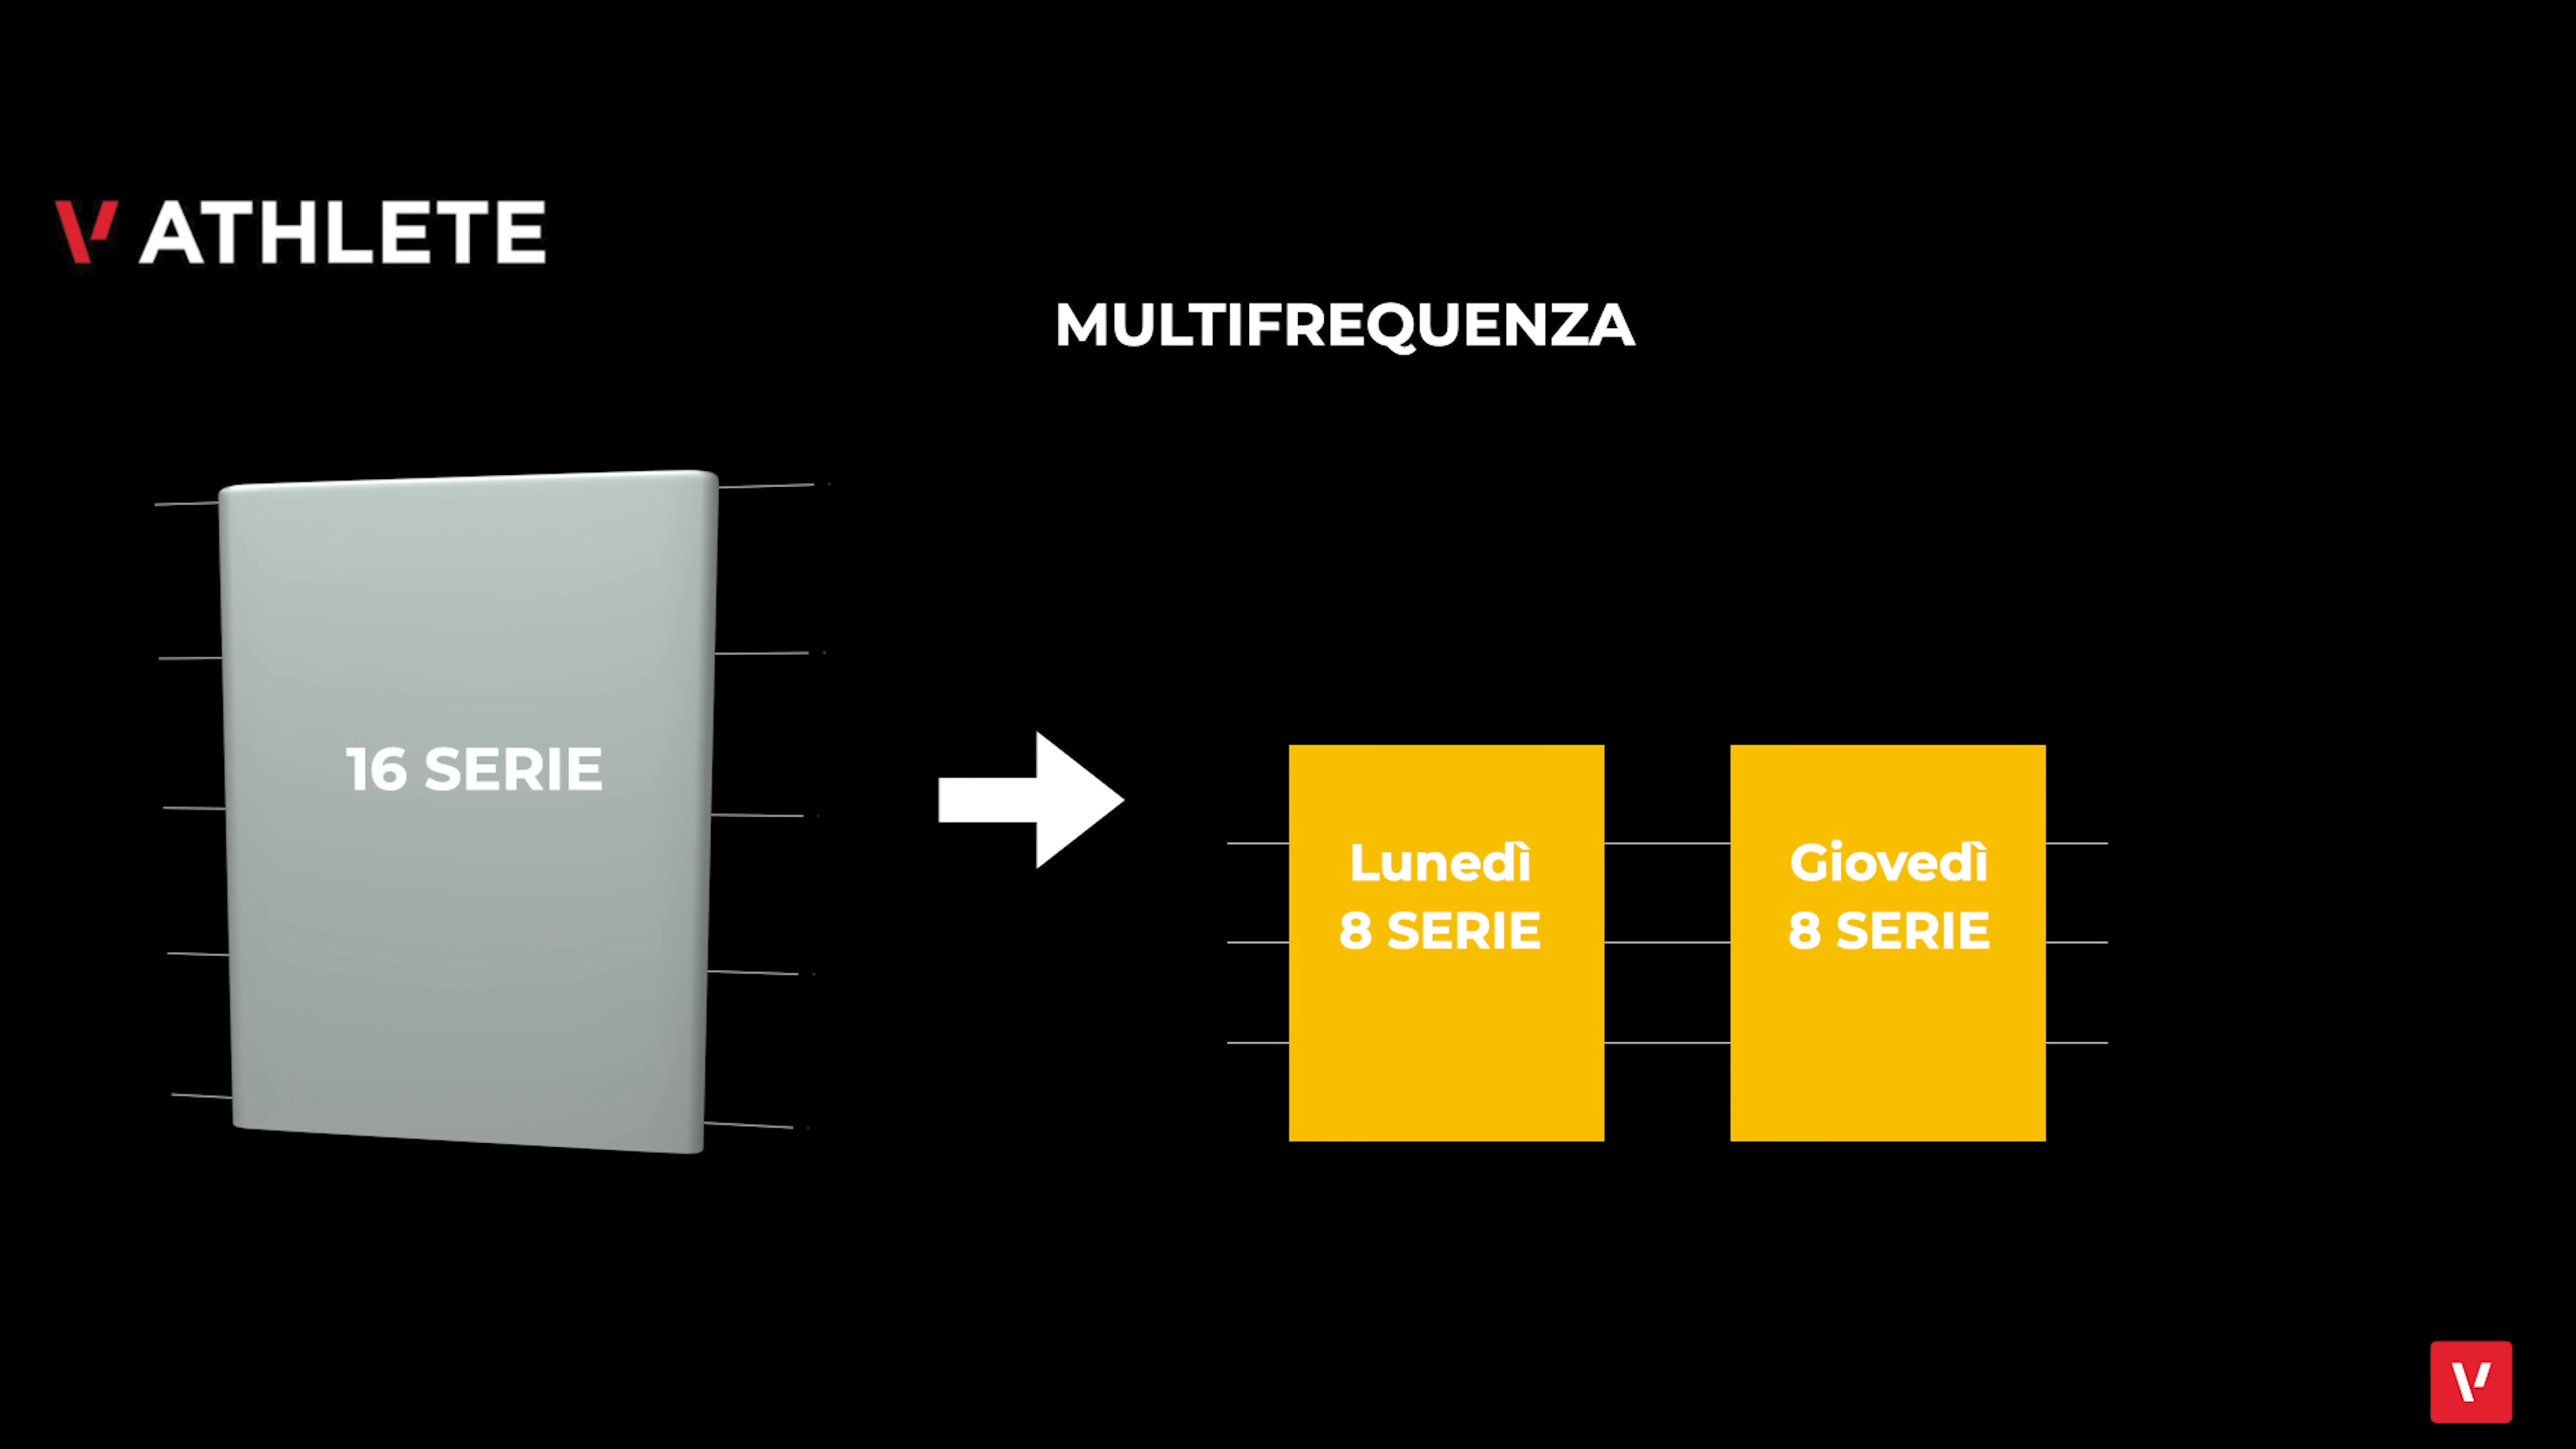 V ATHLETE
MULTIFREQUENZA
16 SERIE
Lunedì
8 SERIE
Giovedì
8 SERIE
V